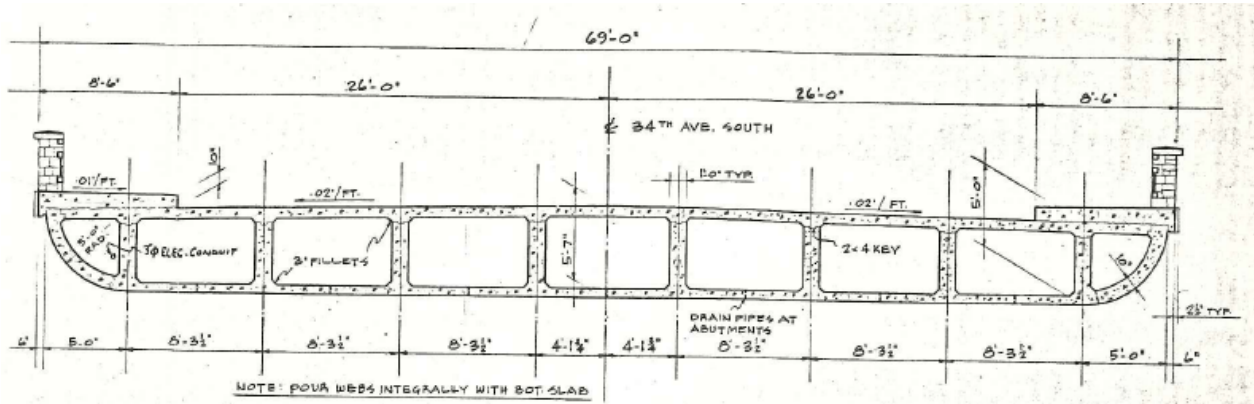 69'-0"
8'-6" 26'-0" 26'-0" 8'-6"
℄ 34TH AVE. SOUTH
.01'/FT. .02'/FT. 1'-0" TYP. .02'/FT. 5'-0"
5'-0" RAD.
3 ϕ ELEC. CONDUIT
3" FILLETS
5'-7"
2×4 KEY
6"
DRAIN PIPES AT
ABUTMENTS
2½" TYP.
6" 5'-0" 8'-3½" 8'-3½" 8'-3½" 4'-1¾" 4'-1¾" 8'-3½" 8'-3½" 8'-3½" 5'-0" 6"
NOTE: POUR WEBS INTEGRALLY WITH BOT. SLAB